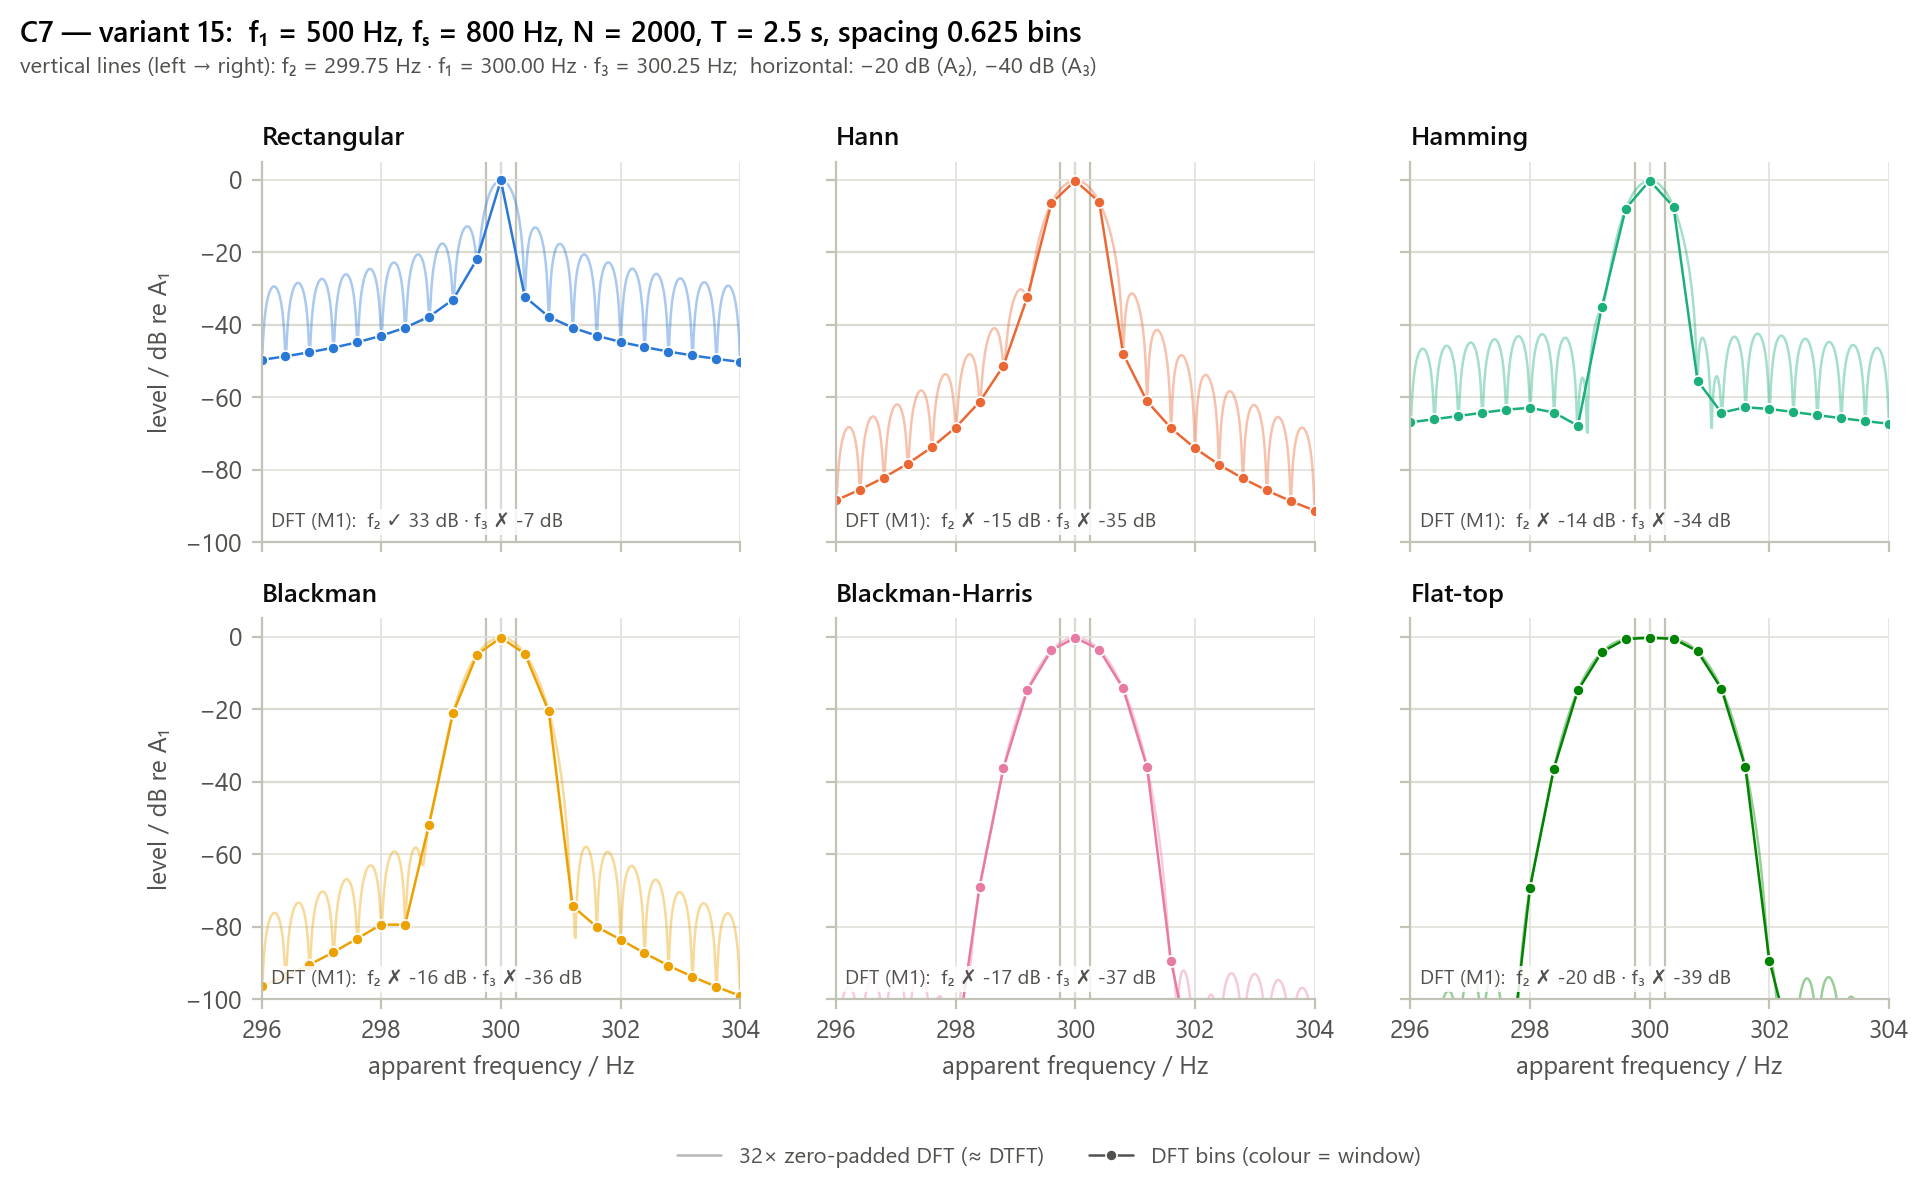 C7 — variant 15:  f₁ = 500 Hz, fₛ = 800 Hz, N = 2000, T = 2.5 s, spacing 0.625 bins
vertical lines (left → right): f₂ = 299.75 Hz · f₁ = 300.00 Hz · f₃ = 300.25 Hz;  horizontal: −20 dB (A₂), −40 dB (A₃)
Rectangular
Hann
Hamming
0
−20
−40
−60
−80
−100
level / dB re A₁
DFT (M1):  f₂ ✓ 33 dB · f₃ ✗ -7 dB
DFT (M1):  f₂ ✗ -15 dB · f₃ ✗ -35 dB
DFT (M1):  f₂ ✗ -14 dB · f₃ ✗ -34 dB
Blackman
Blackman-Harris
Flat-top
0
−20
−40
−60
−80
−100
level / dB re A₁
DFT (M1):  f₂ ✗ -16 dB · f₃ ✗ -36 dB
DFT (M1):  f₂ ✗ -17 dB · f₃ ✗ -37 dB
DFT (M1):  f₂ ✗ -20 dB · f₃ ✗ -39 dB
296 298 300 302 304
296 298 300 302 304
296 298 300 302 304
apparent frequency / Hz
apparent frequency / Hz
apparent frequency / Hz
32× zero-padded DFT (≈ DTFT)
DFT bins (colour = window)